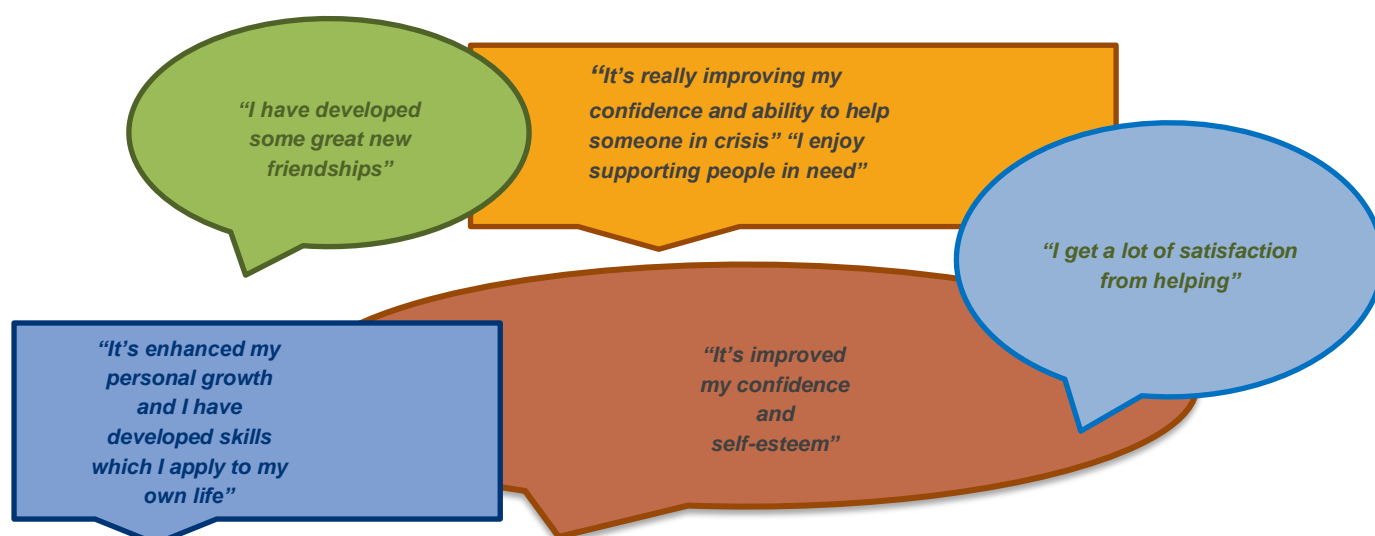 “I have developed
some great new
friendships”
“It’s really improving my
confidence and ability to help
someone in crisis” “I enjoy
supporting people in need”
“I get a lot of satisfaction
from helping”
“It’s enhanced my
personal growth
and I have
developed skills
which I apply to my
own life”
“It’s improved
my confidence
and
self-esteem”